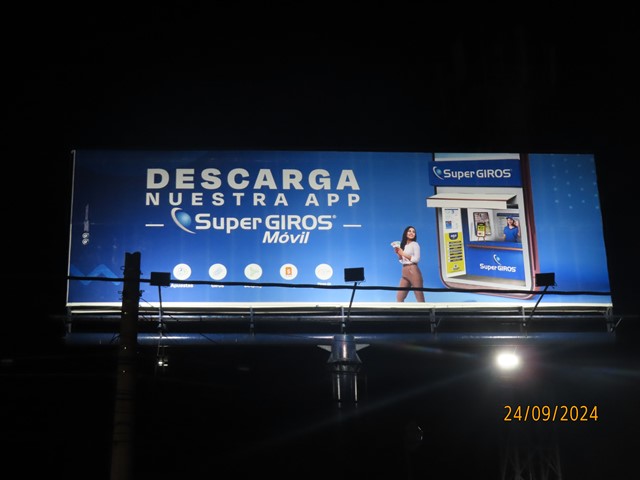 DESCARGA
NUESTRA APP
SuperGIROS
Móvil
SuperGIROS
SuperGIROS
24/09/2024